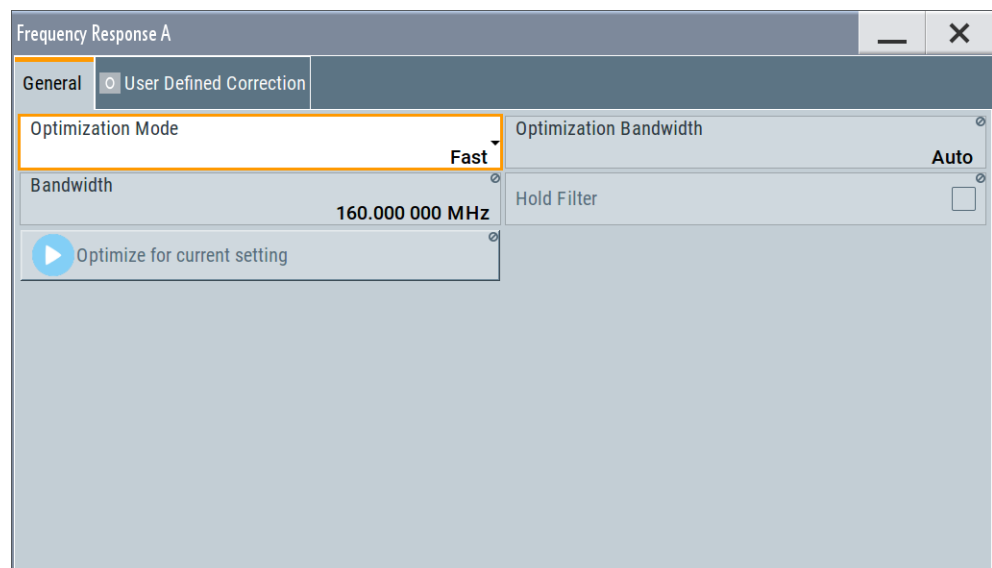 Frequency Response A
General
User Defined Correction
Optimization Mode
Fast
Optimization Bandwidth
Auto
Bandwidth
160.000 000 MHz
Hold Filter
Optimize for current setting